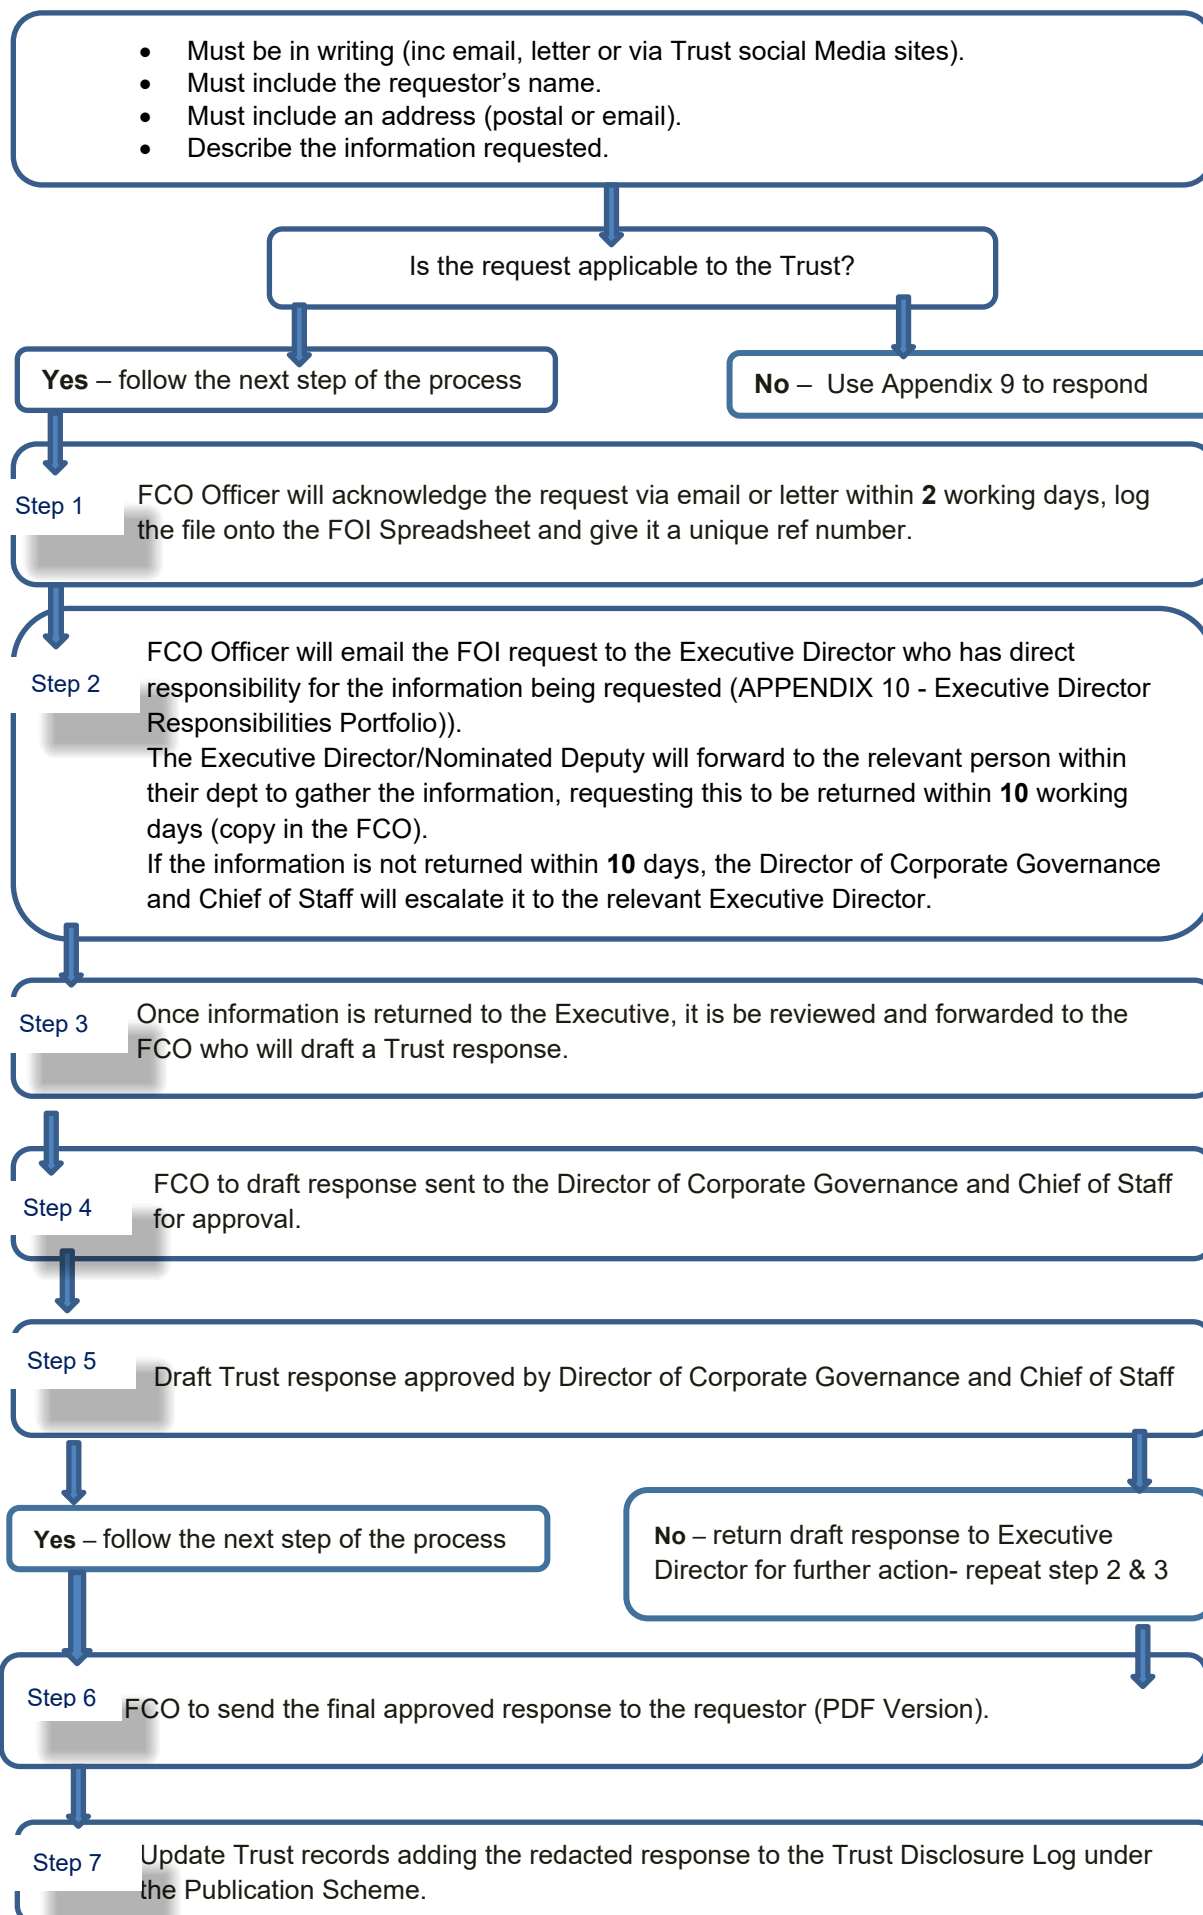 • Must be in writing (inc email, letter or via Trust social Media sites).
• Must include the requestor’s name.
• Must include an address (postal or email).
• Describe the information requested.
Is the request applicable to the Trust?
Yes – follow the next step of the process
No – Use Appendix 9 to respond
Step 1
FCO Officer will acknowledge the request via email or letter within 2 working days, log
the file onto the FOI Spreadsheet and give it a unique ref number.
Step 2
FCO Officer will email the FOI request to the Executive Director who has direct
responsibility for the information being requested (APPENDIX 10 - Executive Director
Responsibilities Portfolio)).
The Executive Director/Nominated Deputy will forward to the relevant person within
their dept to gather the information, requesting this to be returned within 10 working
days (copy in the FCO).
If the information is not returned within 10 days, the Director of Corporate Governance
and Chief of Staff will escalate it to the relevant Executive Director.
Step 3
Once information is returned to the Executive, it is be reviewed and forwarded to the
FCO who will draft a Trust response.
Step 4
FCO to draft response sent to the Director of Corporate Governance and Chief of Staff
for approval.
Step 5
Draft Trust response approved by Director of Corporate Governance and Chief of Staff
Yes – follow the next step of the process
No – return draft response to Executive
Director for further action- repeat step 2 & 3
Step 6
FCO to send the final approved response to the requestor (PDF Version).
Step 7
Update Trust records adding the redacted response to the Trust Disclosure Log under
the Publication Scheme.